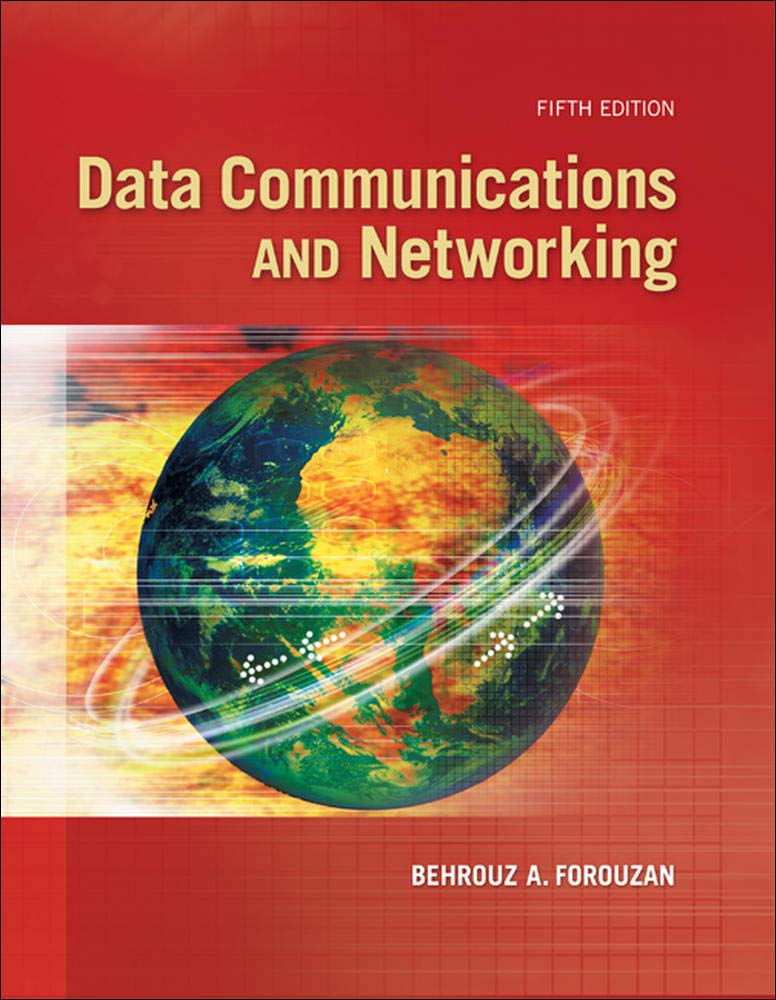 FIFTH EDITION
Data Communications
AND Networking
BEHROUZ A. FOROUZAN